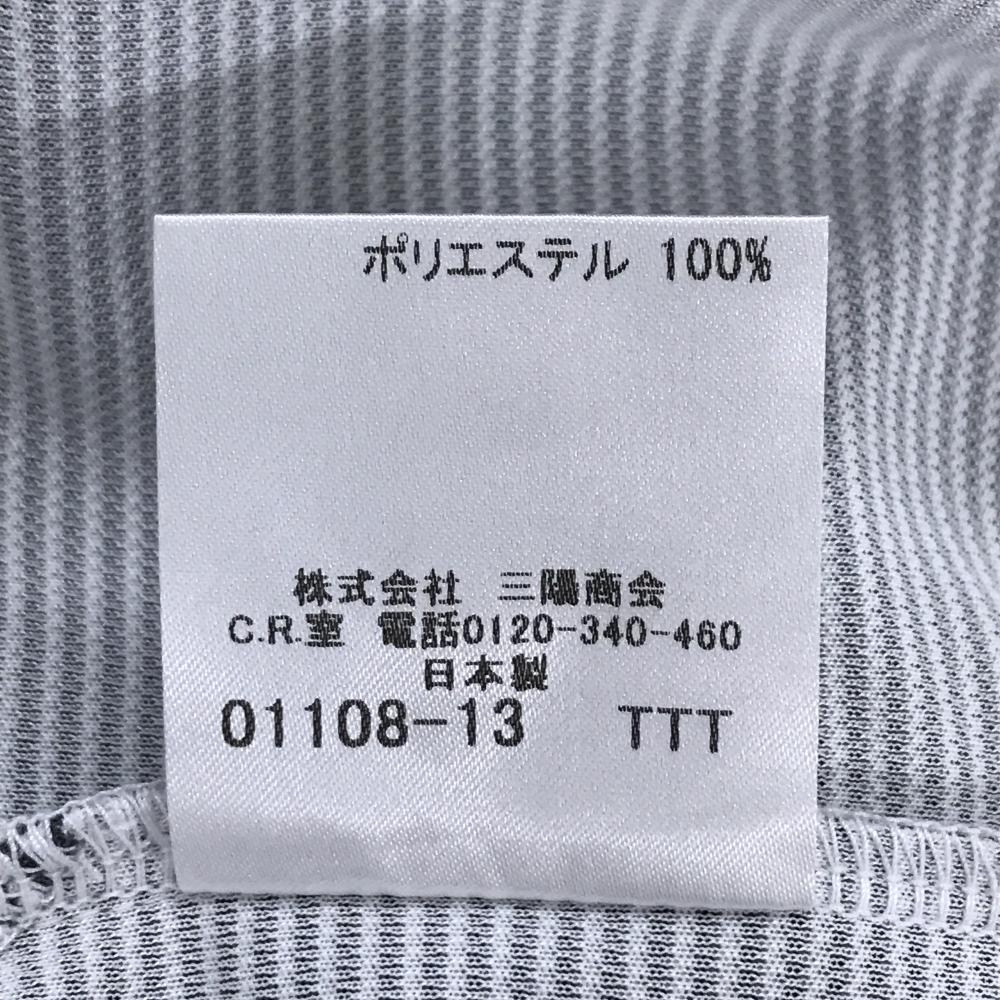 ポリエステル 100%
株式会社 三陽商会
C.R.室 電話0120-340-460
日本製
01108-13 TTT